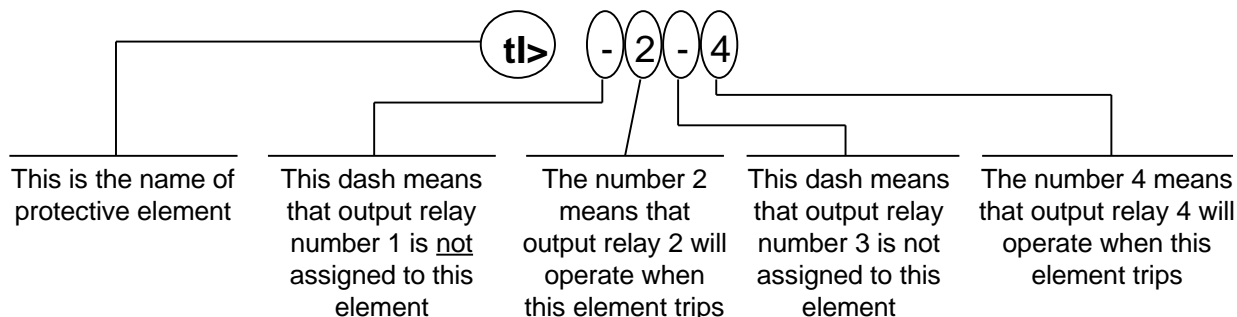 tI> - 2 - 4
This is the name of
protective element
This dash means
that output relay
number 1 is not
assigned to this
element
The number 2
means that
output relay 2 will
operate when
this element trips
This dash means
that output relay
number 3 is not
assigned to this
element
The number 4 means
that output relay 4 will
operate when this
element trips